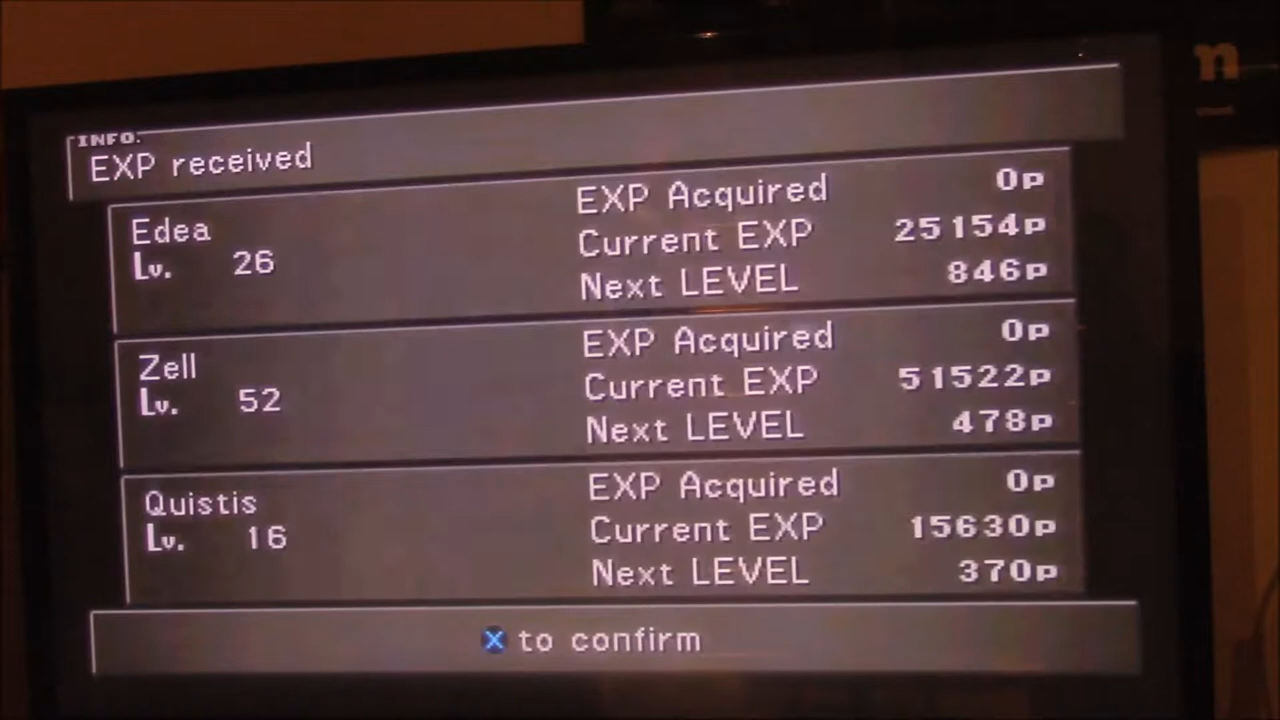 INFO.
EXP received
Edea
Lv. 26
EXP Acquired 0P
Current EXP 25154P
Next LEVEL 846P
Zell
Lv. 52
EXP Acquired 0P
Current EXP 51522P
Next LEVEL 478P
Quistis
Lv. 16
EXP Acquired 0P
Current EXP 15630P
Next LEVEL 370P
X to confirm
n